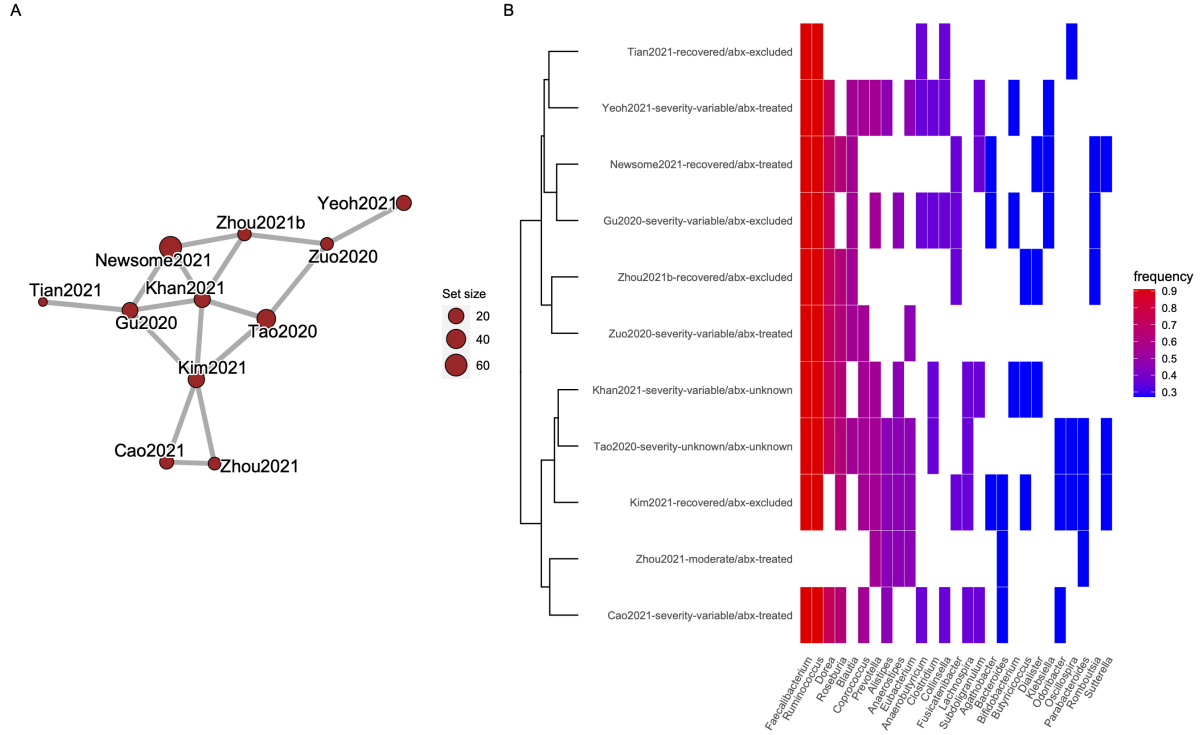 A
B
Yeoh2021
Zhou2021b
Zuo2020
Newsome2021
Khan2021
Tian2021
Gu2020
Tao2020
Kim2021
Cao2021
Zhou2021
Set size
20
40
60
Tian2021-recovered/abx-excluded
Yeoh2021-severity-variable/abx-treated
Newsome2021-recovered/abx-treated
Gu2020-severity-variable/abx-excluded
Zhou2021b-recovered/abx-excluded
Zuo2020-severity-variable/abx-treated
Khan2021-severity-variable/abx-unknown
Tao2020-severity-unknown/abx-unknown
Kim2021-recovered/abx-excluded
Zhou2021-moderate/abx-treated
Cao2021-severity-variable/abx-treated
Faecalibacterium
Ruminococcus
Dorea
Roseburia
Blautia
Coprococcus
Prevotella
Alistipes
Anaerostipes
Eubacterium
Anaerobutyricum
Clostridium
Collinsella
Fusicatenibacter
Lachnospira
Subdoligranulum
Agathobacter
Bacteroides
Bifidobacterium
Butyricicoccus
Dialister
Klebsiella
Odoribacter
Oscillospira
Parabacteroides
Romboutsia
Sutterella
frequency
0.9
0.8
0.7
0.6
0.5
0.4
0.3